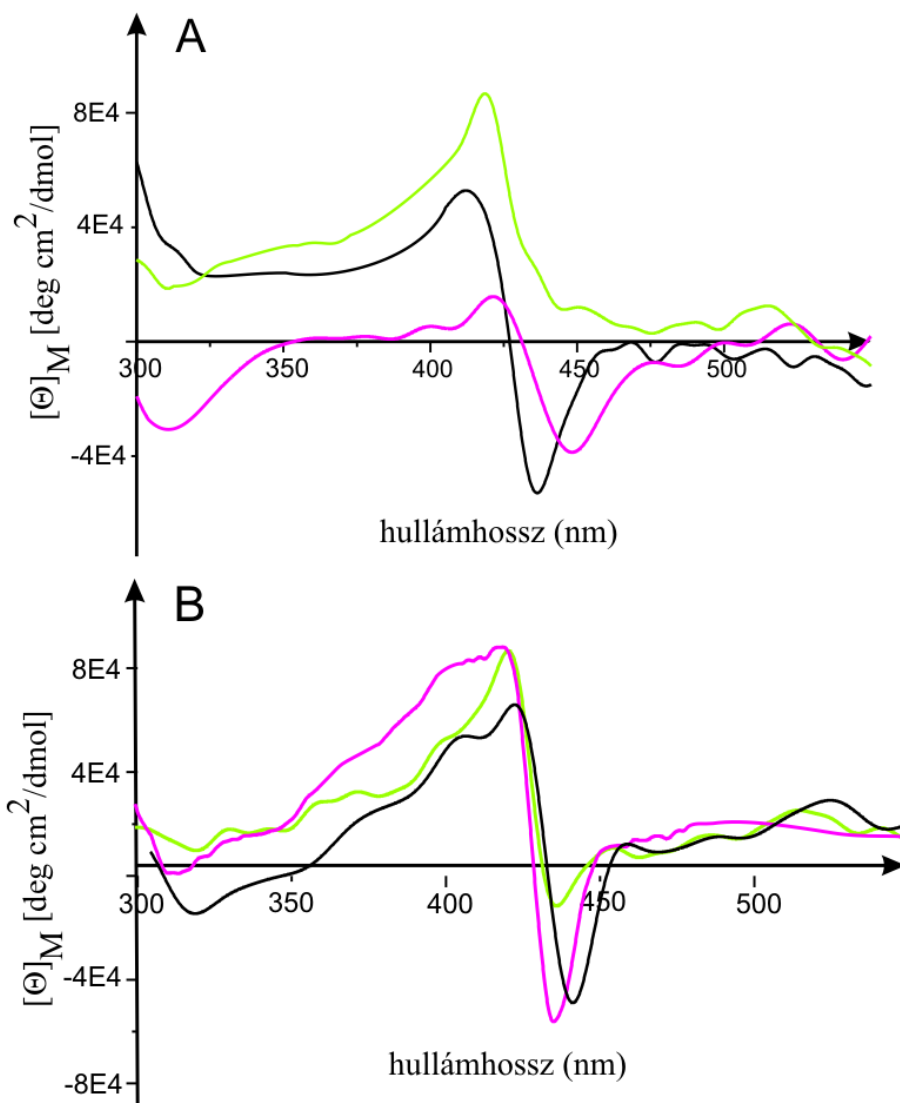 A
8E4
4E4
-4E4
[Θ]M [deg cm2/dmol]
300 350 400 450 500
hullámhossz (nm)
B
8E4
4E4
-4E4
-8E4
[Θ]M [deg cm2/dmol]
300 350 400 450 500
hullámhossz (nm)